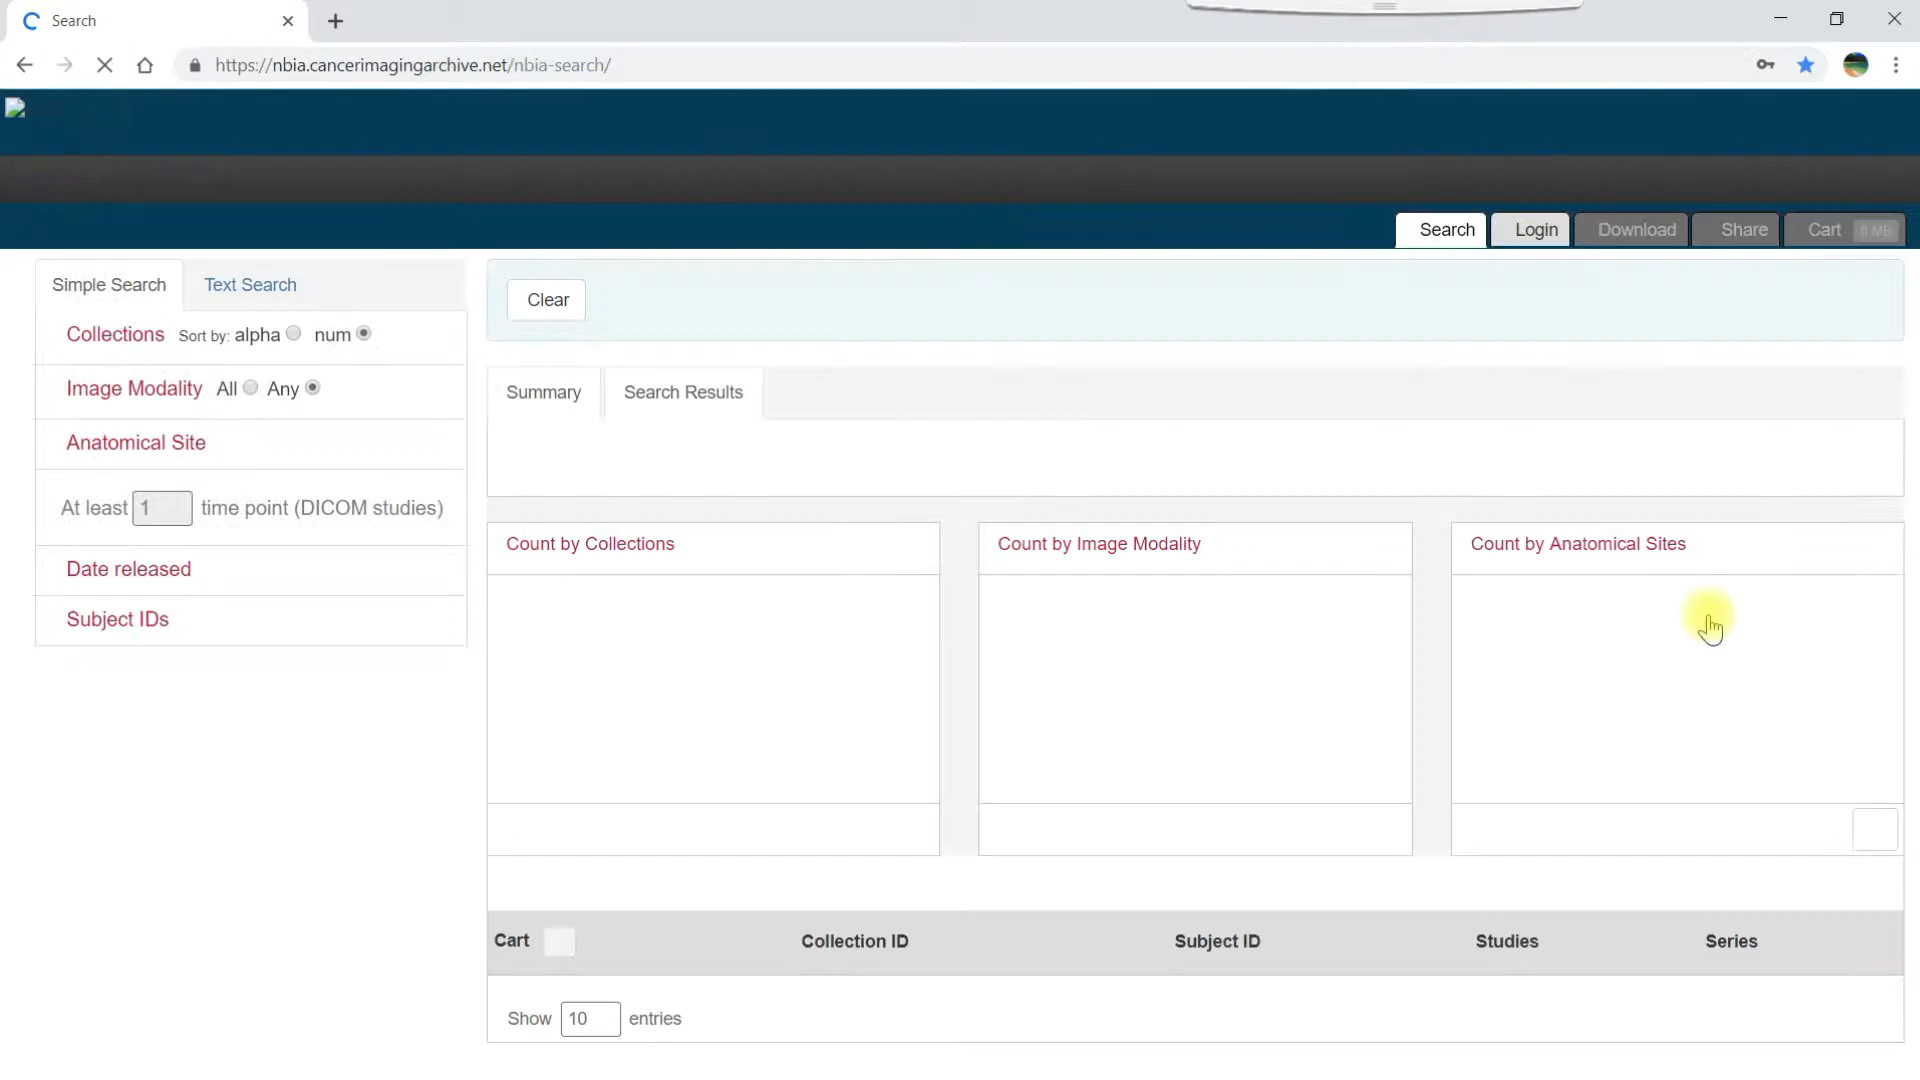 Search
https://nbia.cancerimagingarchive.net/nbia-search/
Search Login Download Share Cart 0 MB
Simple Search Text Search
Clear
Collections Sort by: alpha num
Image Modality All Any
Summary Search Results
Anatomical Site
At least 1 time point (DICOM studies)
Count by Collections Count by Image Modality Count by Anatomical Sites
Date released
Subject IDs
Cart Collection ID Subject ID Studies Series
Show 10 entries